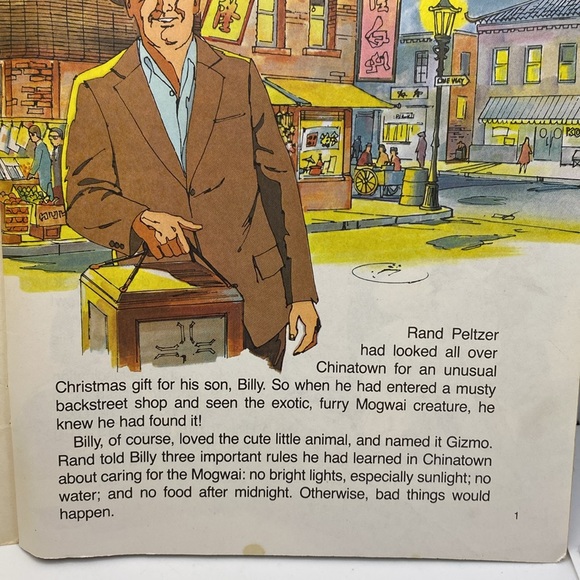 ONE WAY
Rand Peltzer
had looked all over
Chinatown for an unusual
Christmas gift for his son, Billy. So when he had entered a musty
backstreet shop and seen the exotic, furry Mogwai creature, he
knew he had found it!
Billy, of course, loved the cute little animal, and named it Gizmo.
Rand told Billy three important rules he had learned in Chinatown
about caring for the Mogwai: no bright lights, especially sunlight; no
water; and no food after midnight. Otherwise, bad things would
happen.
1